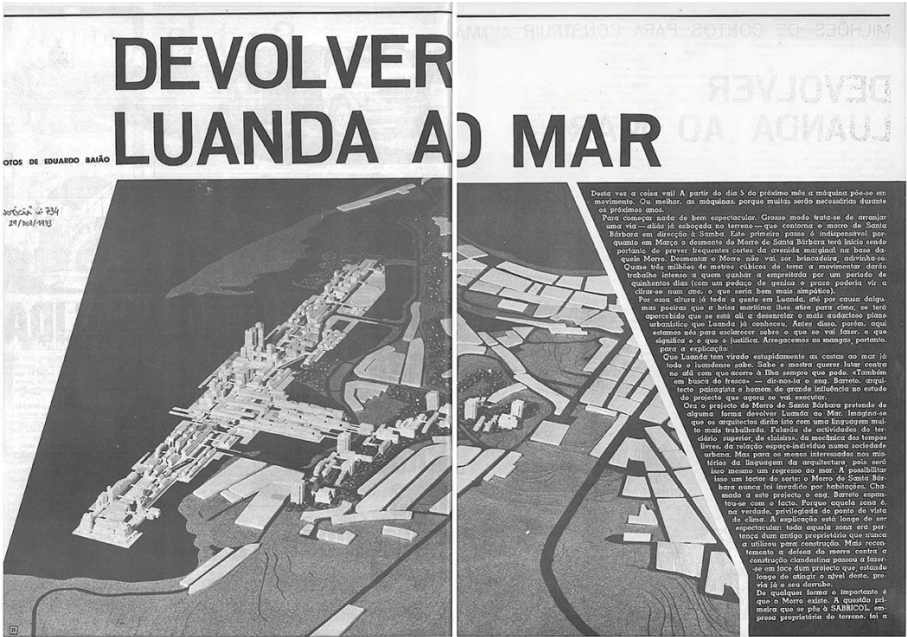 DEVOLVER
LUANDA AO MAR
OTOS DE EDUARDO BAIÃO
nº 734
29/Dez/1973
Desta vez a coisa vai! A partir do dia 5 do próximo mês a máquina põe-se em
movimento. Ou melhor, as máquinas, porque muitas serão necessárias durante
os próximos anos.
Para começar nada de bem espectacular. Grosso modo trata-se de arranjar
uma via — aliás já esboçada no terreno — que contorna o morro de Santa
Bárbara em direcção à Samba. Este primeiro passo é indispensável por-
quanto em Março o desmonte do Morro de Santa Bárbara terá início sendo
portanto de prever frequentes cortes da avenida marginal na base da-
quele Morro. Desmontar o Morro não vai ser brincadeira, adivinha-se.
Quase três milhões de metros cúbicos de terra a movimentar darão
trabalho intenso a quem ganhar a empreitada por um período de
quinhentos dias (com um pedaço de genica o prazo poderia vir a
cifrar-se num ano, o que seria bem mais simpático).
Por essa altura já toda a gente em Luanda, até por causa dalgu-
mas poeiras que a brisa marítima lhes atire para cima, se terá
apercebido que se está ali a desenrolar o mais audacioso plano
urbanístico que Luanda já conheceu. Antes disso, porém, aqui
estamos nós para esclarecer sobre o que se vai fazer, o que
significa e o que o justifica. Arregacemos as mangas, portanto,
para a explicação:
Que Luanda tem virado estupidamente as costas ao mar já
todo o luandense sabe. Sabe e mostra querer lutar contra
no afã com que acorre à Ilha sempre que pode. «Também
em busca do fresco» — dir-nos-ia o eng. Barreto, arqui-
tecto paisagista e homem de grande influência no estudo
do projecto que agora se vai executar.
Ora o projecto do Morro de Santa Bárbara pretende de
alguma forma devolver Luanda ao Mar. Imagina-se
que os arquitectos dirão isto com uma linguagem mui-
to mais trabalhada. Falarão de actividades do ter-
ciário superior, de «loisirs», da mecânica dos tempos
livres, da relação espaço-indivíduo numa sociedade
urbana. Mas para os menos interessados nos mis-
térios da linguagem da arquitectura pois será
isso mesmo um regresso ao mar. A possibilitar
isso um factor de sorte: o Morro de Santa Bár-
bara nunca foi invadido por habitações. Cha-
mado a este projecto o eng. Barreto espan-
tou-se com o facto. Porque aquela zona é,
na verdade, privilegiada do ponto de vista
do clima. A explicação está longe de ser
espectacular: toda aquela zona era per-
tença dum antigo proprietário que nunca
a utilizou para construção. Mais recen-
temente a defesa do morro contra a
construção clandestina passou a fazer-
-se em face dum projecto que, estando
longe de atingir o nível deste, pre-
via já o seu derrube.
De qualquer forma o importante é
que o Morro existe. A questão pri-
meira que se pôs à SABRICOL, em-
presa proprietária do terreno, foi a